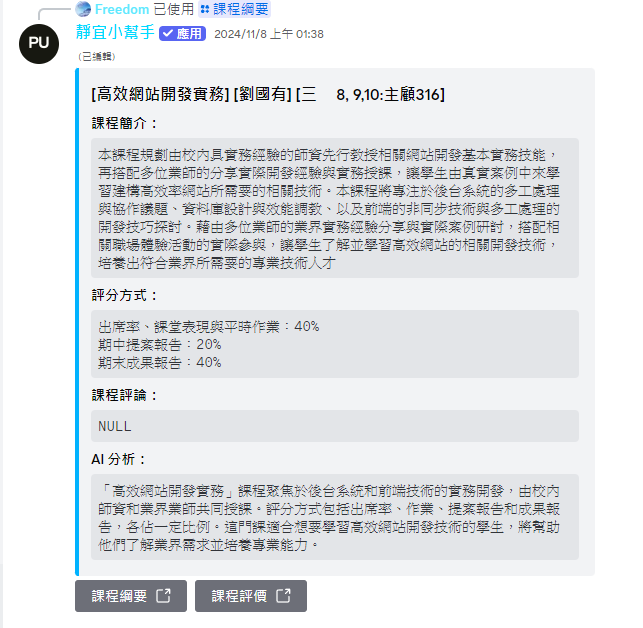 Freedom 已使用 課程綱要
PU
靜宜小幫手 應用 2024/11/8 上午 01:38
(已編輯)
[高效網站開發實務] [劉國有] [三 8, 9,10:主顧316]
課程簡介：
本課程規劃由校內具實務經驗的師資先行教授相關網站開發基本實務技能，
再搭配多位業師的分享實際開發經驗與實務授課，讓學生由真實案例中來學
習建構高效率網站所需要的相關技術。本課程將專注於後台系統的多工處理
與協作議題、資料庫設計與效能調教、以及前端的非同步技術與多工處理的
開發技巧探討。藉由多位業師的業界實務經驗分享與實際案例研討，搭配相
關職場體驗活動的實際參與，讓學生了解並學習高效網站的相關開發技術，
培養出符合業界所需要的專業技術人才
評分方式：
出席率、課堂表現與平時作業：40%
期中提案報告：20%
期末成果報告：40%
課程評論：
NULL
AI 分析：
「高效網站開發實務」課程聚焦於後台系統和前端技術的實務開發，由校內
師資和業界業師共同授課。評分方式包括出席率、作業、提案報告和成果報
告，各佔一定比例。這門課適合想要學習高效網站開發技術的學生，將幫助
他們了解業界需求並培養專業能力。
課程綱要
課程評價